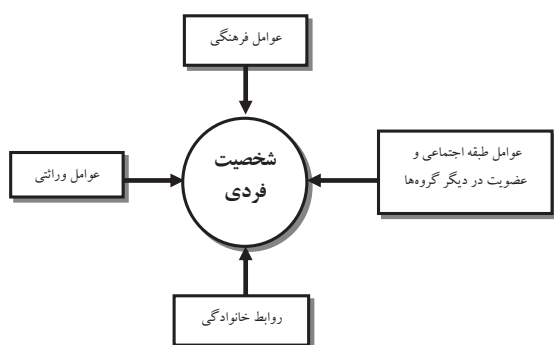 عوامل فرهنگی
عوامل طبقه اجتماعی و
عضویت در دیگر گروه‌ها
شخصیت
فردی
عوامل وراثتی
روابط خانوادگی